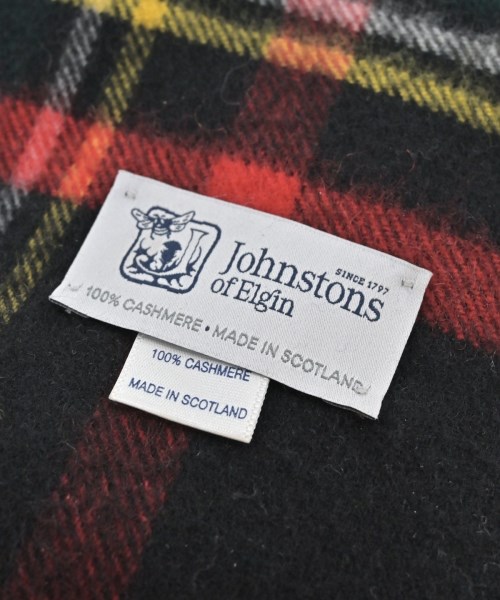 Johnstons
SINCE 1797
of Elgin
100% CASHMERE • MADE IN SCOTLAND
100% CASHMERE
MADE IN SCOTLAND